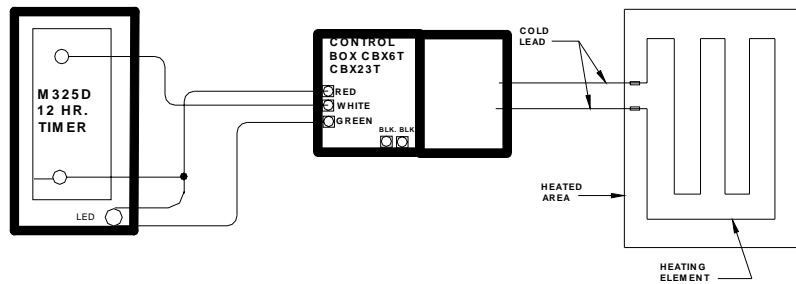 M325D
12 HR.
TIMER
LED
CONTROL
BOX CBX6T
CBX23T
RED
WHITE
GREEN
BLK. BLK
COLD
LEAD
HEATED
AREA
HEATING
ELEMENT